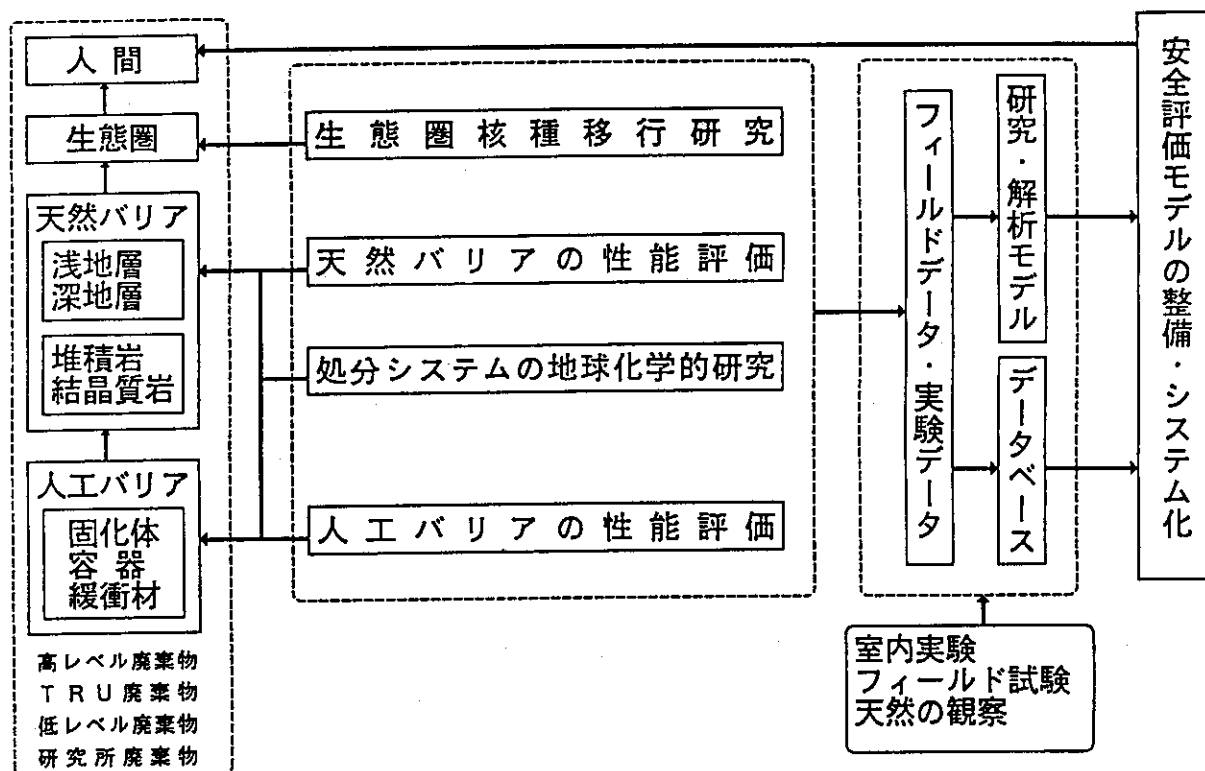 人間
生態圏
天然バリア
浅地層
深地層
堆積岩
結晶質岩
人工バリア
固化体
容器
緩衝材
高レベル廃棄物
TRU廃棄物
低レベル廃棄物
研究所廃棄物
生態圏核種移行研究
天然バリアの性能評価
処分システムの地球化学的研究
人工バリアの性能評価
フィールドデータ・実験データ
研究・解析モデル
データベース
室内実験
フィールド試験
天然の観察
安全評価モデルの整備・システム化